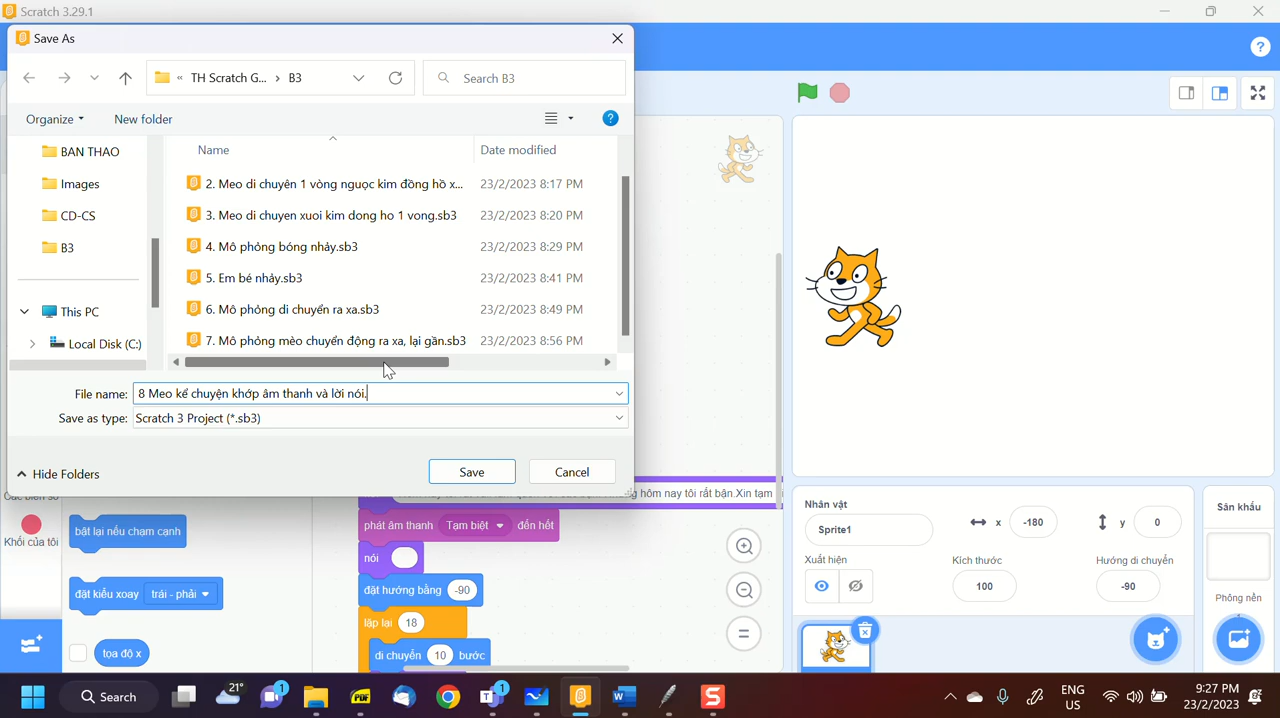 Scratch 3.29.1
Save As
« TH Scratch G... › B3
Search B3
Organize
New folder
BAN THAO
Images
CD-CS
B3
This PC
Local Disk (C:)
Name
Date modified
2. Meo di chuyên 1 vòng nguọc kim đồng hồ x... 23/2/2023 8:17 PM
3. Meo di chuyen xuoi kim dong ho 1 vong.sb3 23/2/2023 8:20 PM
4. Mô phỏng bóng nhảy.sb3 23/2/2023 8:29 PM
5. Em bé nhảy.sb3 23/2/2023 8:41 PM
6. Mô phỏng di chuyển ra xa.sb3 23/2/2023 8:49 PM
7. Mô phỏng mèo chuyển động ra xa, lại gần.sb3 23/2/2023 8:56 PM
File name: 8 Meo kể chuyện khớp âm thanh và lời nói.
Save as type: Scratch 3 Project (*.sb3)
Hide Folders
Save
Cancel
hôm nay tôi rất bận.Xin tạm
Khối của tôi
bật lại nếu chạm cạnh
đặt kiểu xoay trái - phải
tọa độ x
phát âm thanh Tạm biệt đến hết
nói
đặt hướng bằng -90
lặp lại 18
di chuyển 10 bước
Nhân vật
Sprite1
x -180
y 0
Xuất hiện
Kích thước
100
Hướng di chuyển
-90
Sân khấu
Phông nền
Search
21°
1
PDF
1
ENG
US
9:27 PM
23/2/2023